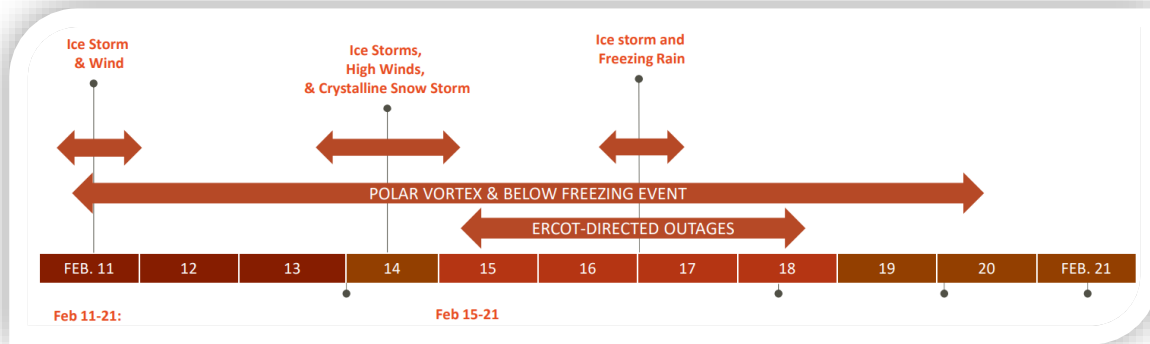 Ice Storm
& Wind
Ice Storms,
High Winds,
& Crystalline Snow Storm
Ice storm and
Freezing Rain
POLAR VORTEX & BELOW FREEZING EVENT
ERCOT-DIRECTED OUTAGES
FEB. 11 12 13 14 15 16 17 18 19 20 FEB. 21
Feb 11-21: Feb 15-21